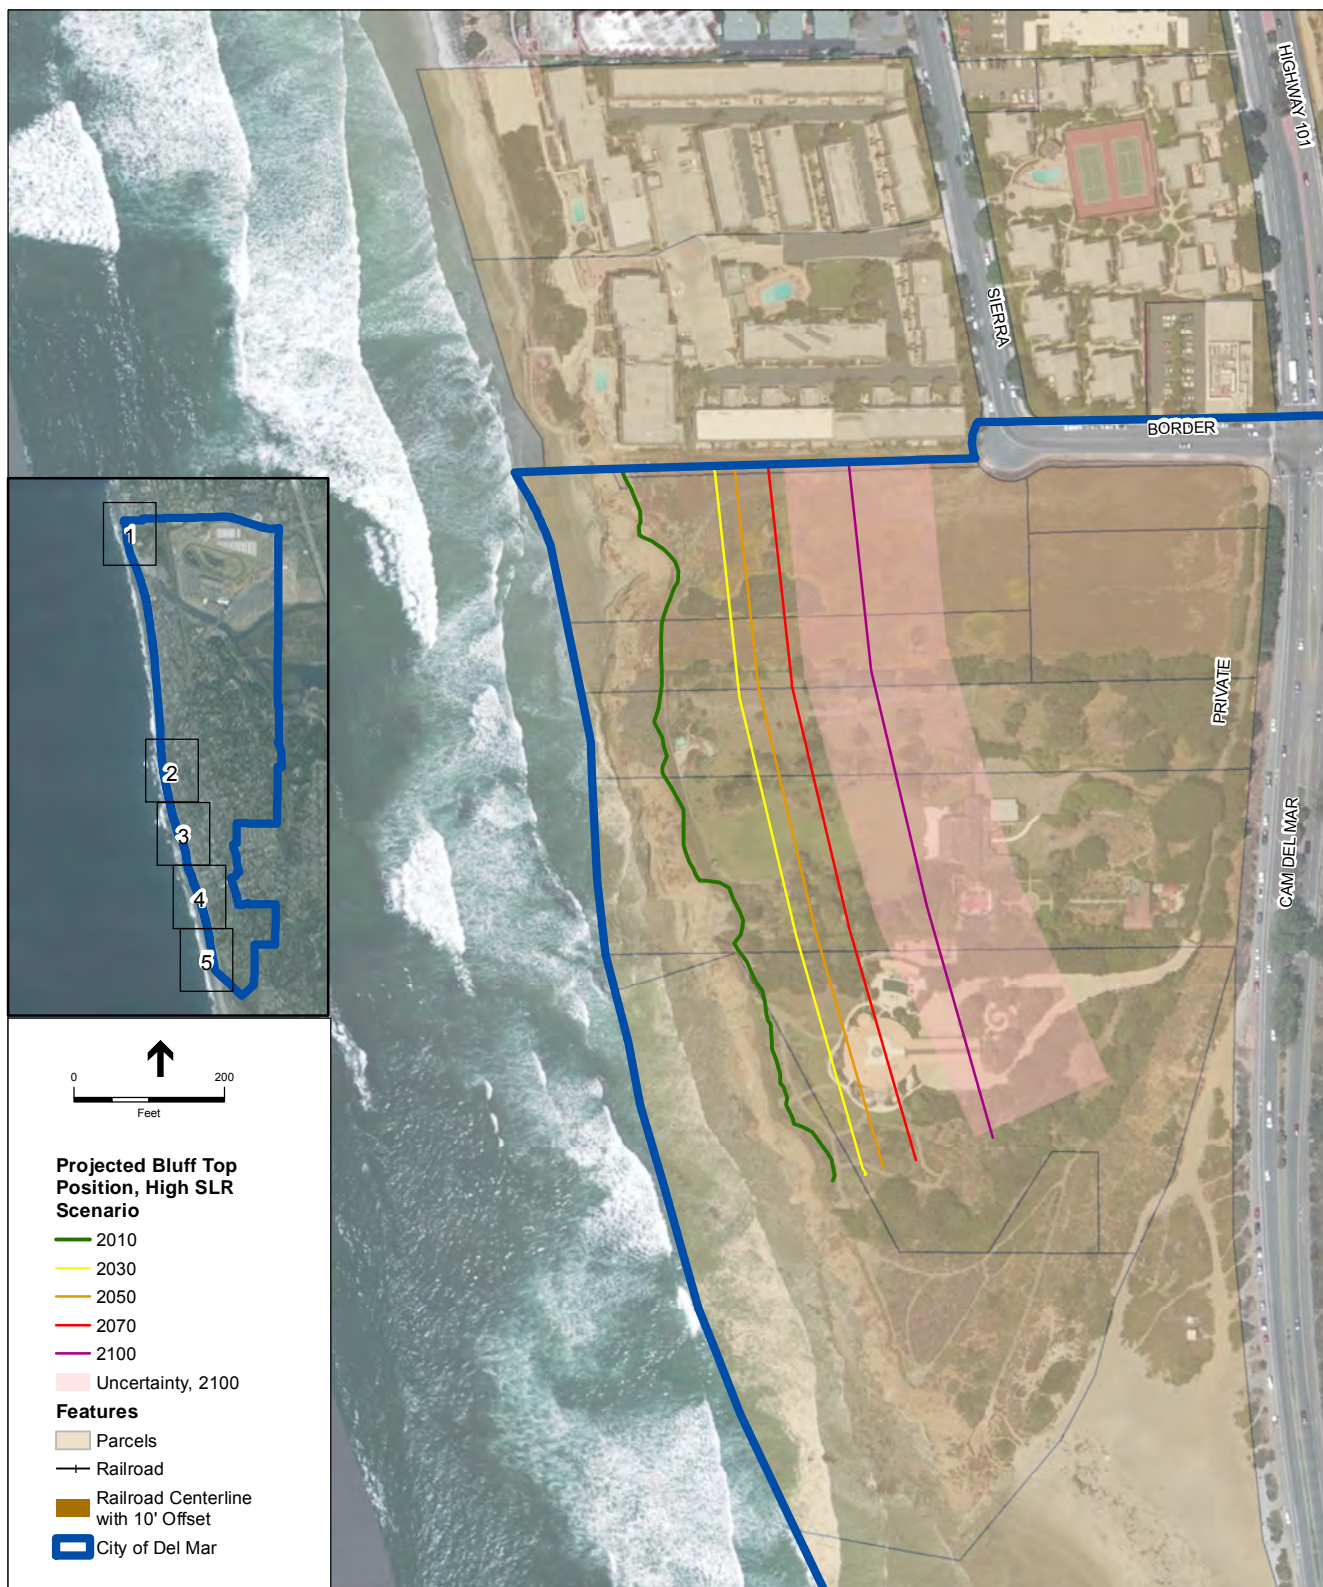 HIGHWAY 101
SIERRA
BORDER
PRIVATE
CAM DEL MAR
1
2
3
4
5
0 200
Feet
Projected Bluff Top
Position, High SLR
Scenario
2010
2030
2050
2070
2100
Uncertainty, 2100
Features
Parcels
Railroad
Railroad Centerline
with 10' Offset
City of Del Mar